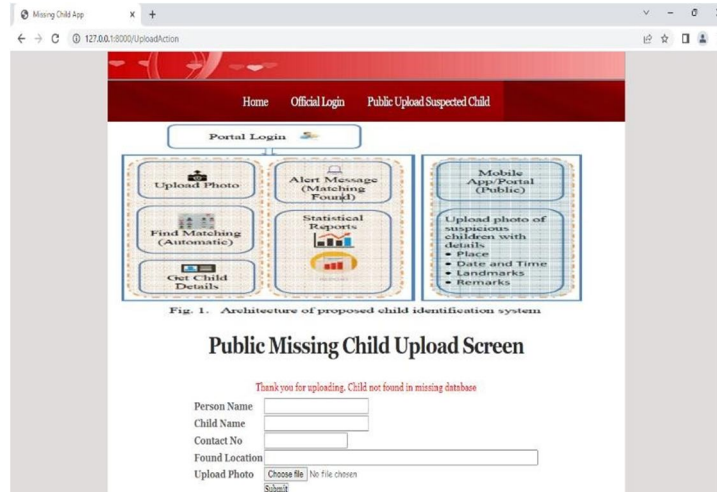 Missing Child App
127.0.0.1:8000/UploadAction
Home Official Login Public Upload Suspected Child
Portal Login
Upload Photo
Find Matching
(Automatic)
Get Child
Details
Alert Message
(Matching
Found)
Statistical
Reports
Mobile
App/Portal
(Public)
Upload photo of
suspicious
children with
details
• Place
• Date and Time
• Landmarks
• Remarks
Fig. 1. Architecture of proposed child identification system
Public Missing Child Upload Screen
Thank you for uploading. Child not found in missing database
Person Name
Child Name
Contact No
Found Location
Upload Photo Choose file No file chosen
Submit